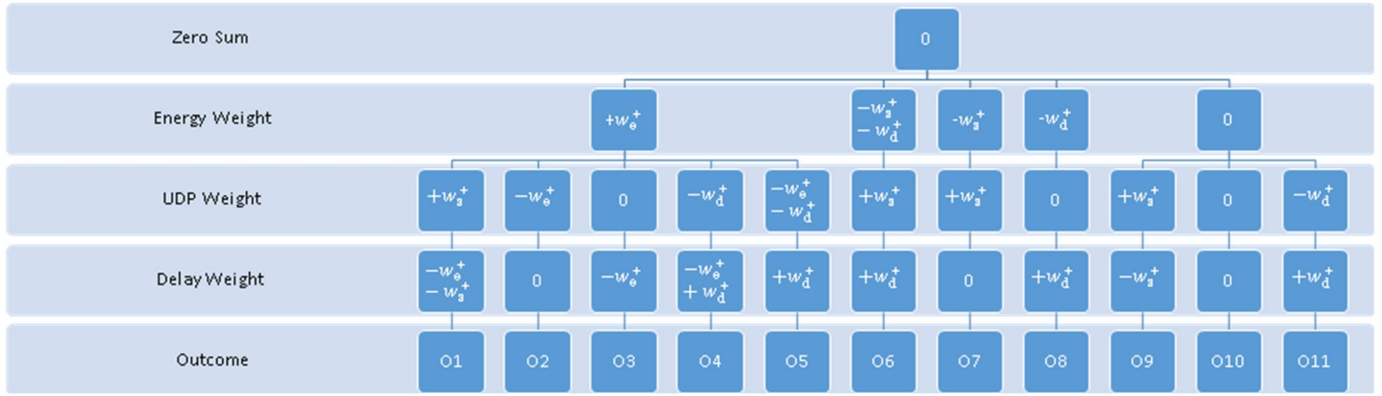 Zero Sum
0
Energy Weight
+w_e^+
−w_s^+
− w_d^+
-w_s^+
-w_d^+
0
UDP Weight
+w_s^+
−w_e^+
0
−w_d^+
−w_e^+
− w_d^+
+w_s^+
+w_s^+
0
+w_s^+
0
−w_d^+
Delay Weight
−w_e^+
− w_s^+
0
−w_e^+
−w_e^+
+ w_d^+
+w_d^+
+w_d^+
0
+w_d^+
−w_s^+
0
+w_d^+
Outcome
O1
O2
O3
O4
O5
O6
O7
O8
O9
O10
O11